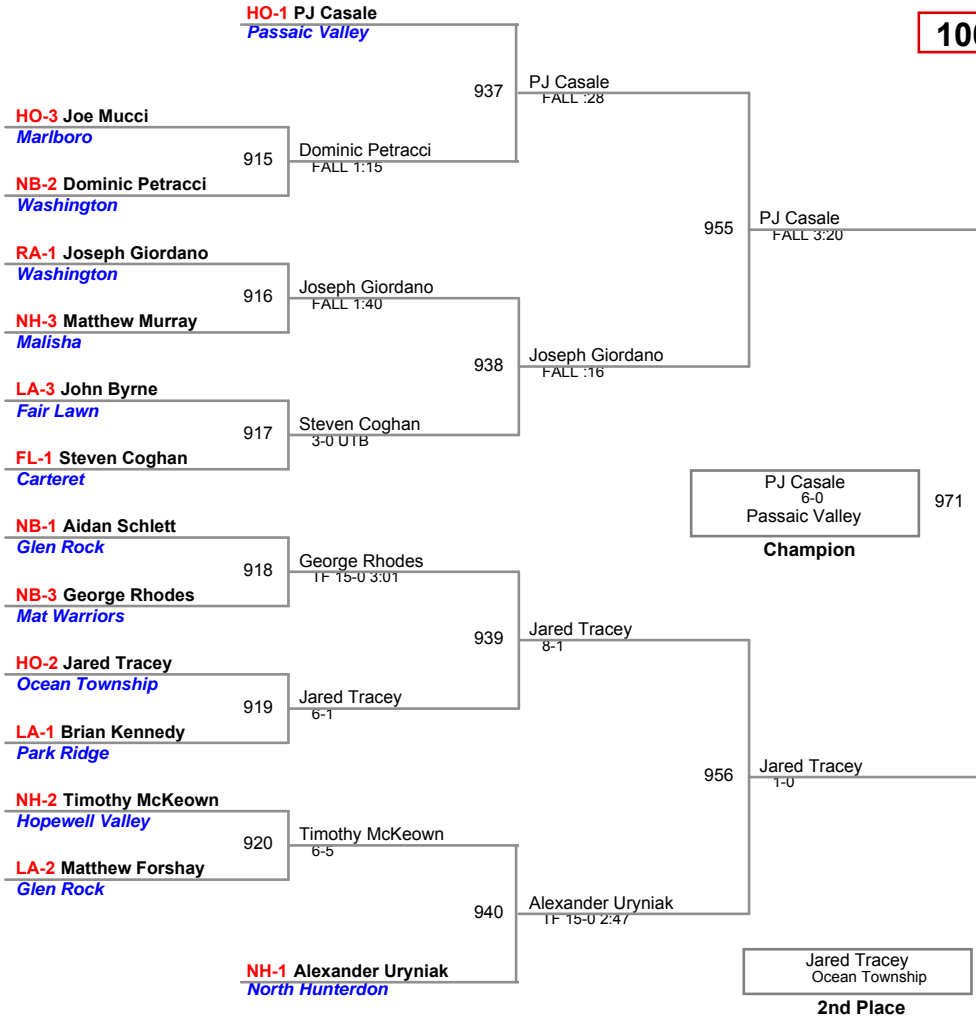 HO-1 PJ Casale
Passaic Valley
937
PJ Casale
FALL :28
HO-3 Joe Mucci
Marlboro
915
Dominic Petracci
FALL 1:15
NB-2 Dominic Petracci
Washington
955
PJ Casale
FALL 3:20
RA-1 Joseph Giordano
Washington
916
Joseph Giordano
FALL 1:40
NH-3 Matthew Murray
Malisha
938
Joseph Giordano
FALL :16
LA-3 John Byrne
Fair Lawn
917
Steven Coghan
3-0 UTB
FL-1 Steven Coghan
Carteret
PJ Casale
6-0
Passaic Valley
971
Champion
NB-1 Aidan Schlett
Glen Rock
918
George Rhodes
TF 15-0 3:01
NB-3 George Rhodes
Mat Warriors
939
Jared Tracey
8-1
HO-2 Jared Tracey
Ocean Township
919
Jared Tracey
6-1
LA-1 Brian Kennedy
Park Ridge
956
Jared Tracey
1-0
NH-2 Timothy McKeown
Hopewell Valley
920
Timothy McKeown
6-5
LA-2 Matthew Forshay
Glen Rock
940
Alexander Uryniak
TF 15-0 2:47
NH-1 Alexander Uryniak
North Hunterdon
Jared Tracey
Ocean Township
2nd Place